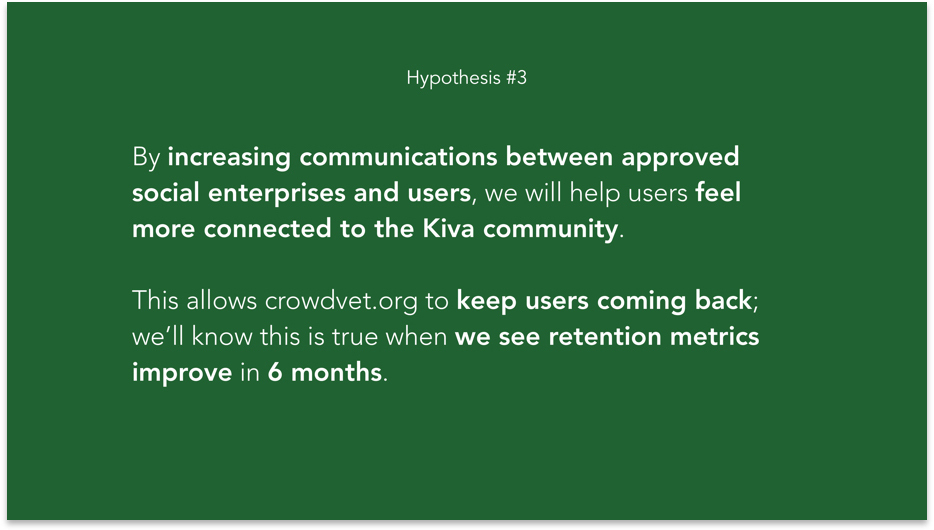 Hypothesis #3
By increasing communications between approved
social enterprises and users, we will help users feel
more connected to the Kiva community.
This allows crowdvet.org to keep users coming back;
we’ll know this is true when we see retention metrics
improve in 6 months.